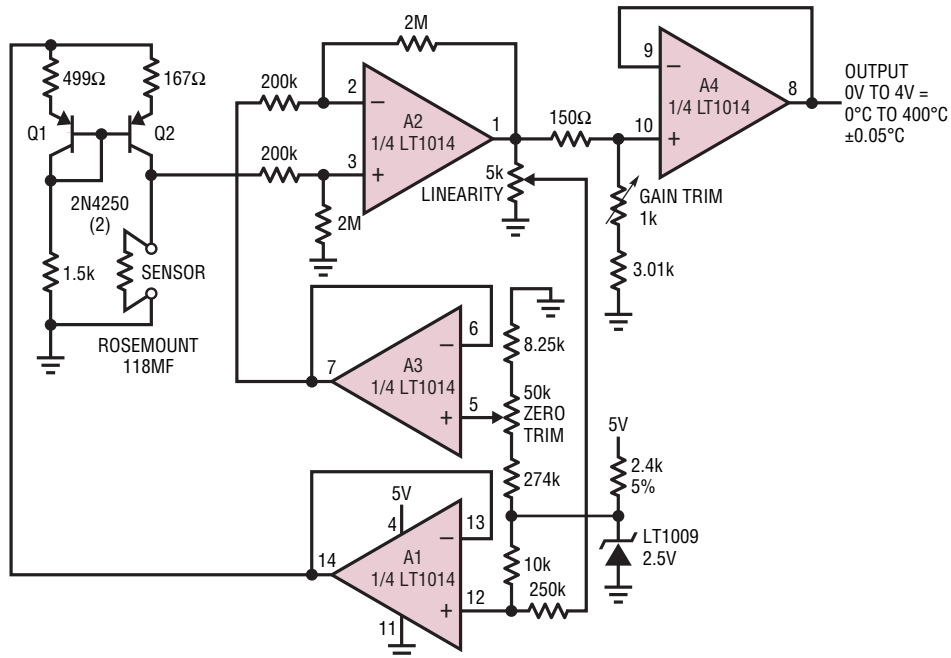 2M
499Ω
167Ω
200k
2
−
A2
1/4 LT1014
1
3
+
Q1
Q2
200k
2N4250
(2)
2M
1.5k
SENSOR
ROSEMOUNT
118MF
5k
LINEARITY
150Ω
9
−
A4
1/4 LT1014
8
10
+
OUTPUT
0V TO 4V =
0°C TO 400°C
±0.05°C
GAIN TRIM
1k
3.01k
6
−
A3
1/4 LT1014
7
5
+
8.25k
50k
ZERO
TRIM
274k
5V
2.4k
5%
LT1009
2.5V
5V
4
13
−
14
A1
1/4 LT1014
12
+
11
10k
250k